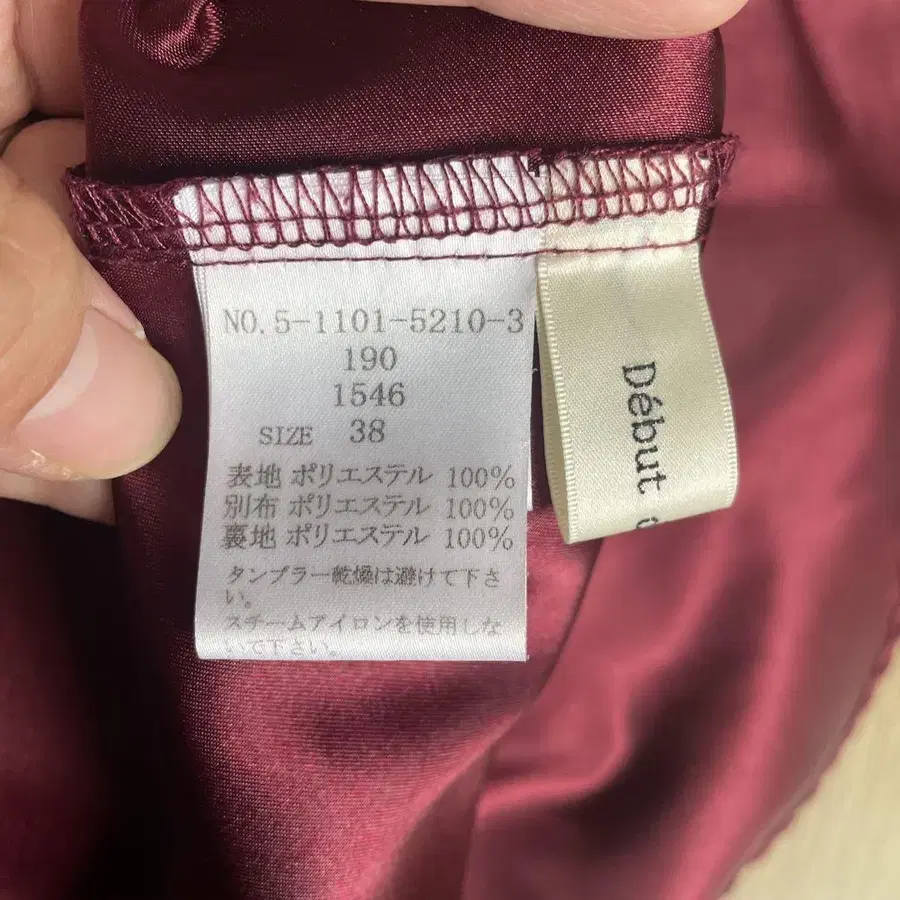 NO.5-1101-5210-3
190
1546
SIZE 38
表地 ポリエステル 100%
別布 ポリエステル 100%
裏地 ポリエステル 100%
タンブラー乾燥は避けて下さ
い。
スチームアイロンを使用しな
いで下さい。
Début